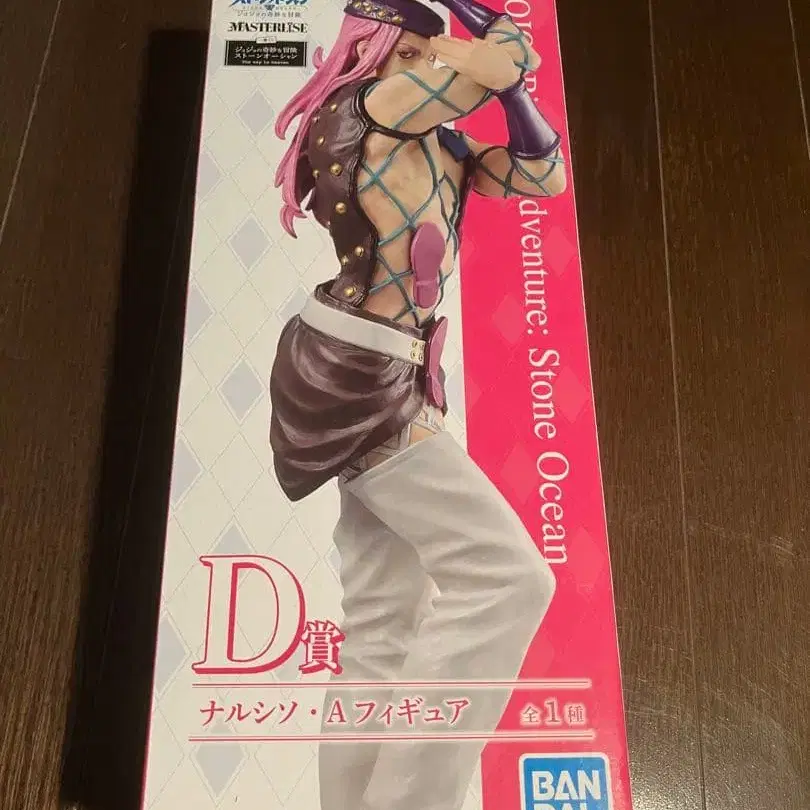 MASTERLISE
ジョジョの奇妙な冒険
ストーンオーシャン
dventure: Stone Ocean
D賞
ナルシソ・Aフィギュア 全1種
BAN